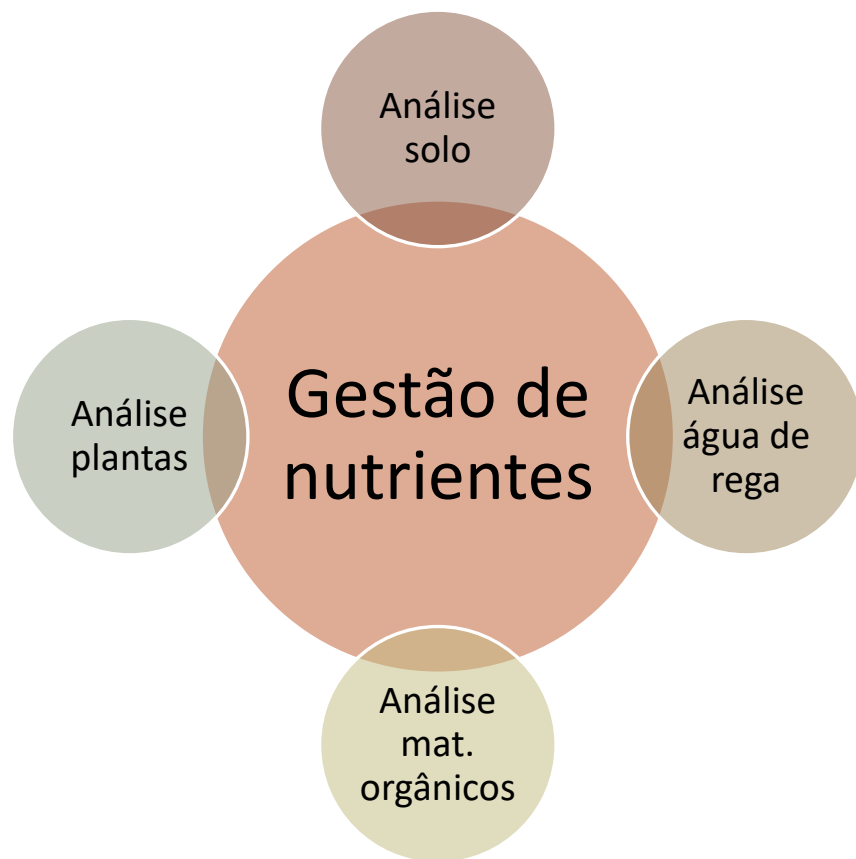 Análise
solo
Gestão de
nutrientes
Análise
plantas
Análise
água de
rega
Análise
mat.
orgânicos